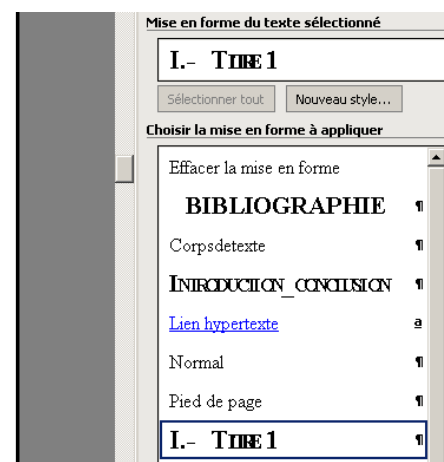 Mise en forme du texte sélectionné
I.- TITRE 1
Sélectionner tout Nouveau style...
Choisir la mise en forme à appliquer
Effacer la mise en forme
BIBLIOGRAPHIE ¶
Corpsdetexte ¶
INTRODUCTION_CONCLUSION ¶
Lien hypertexte a
Normal ¶
Pied de page ¶
I.- TITRE 1 ¶